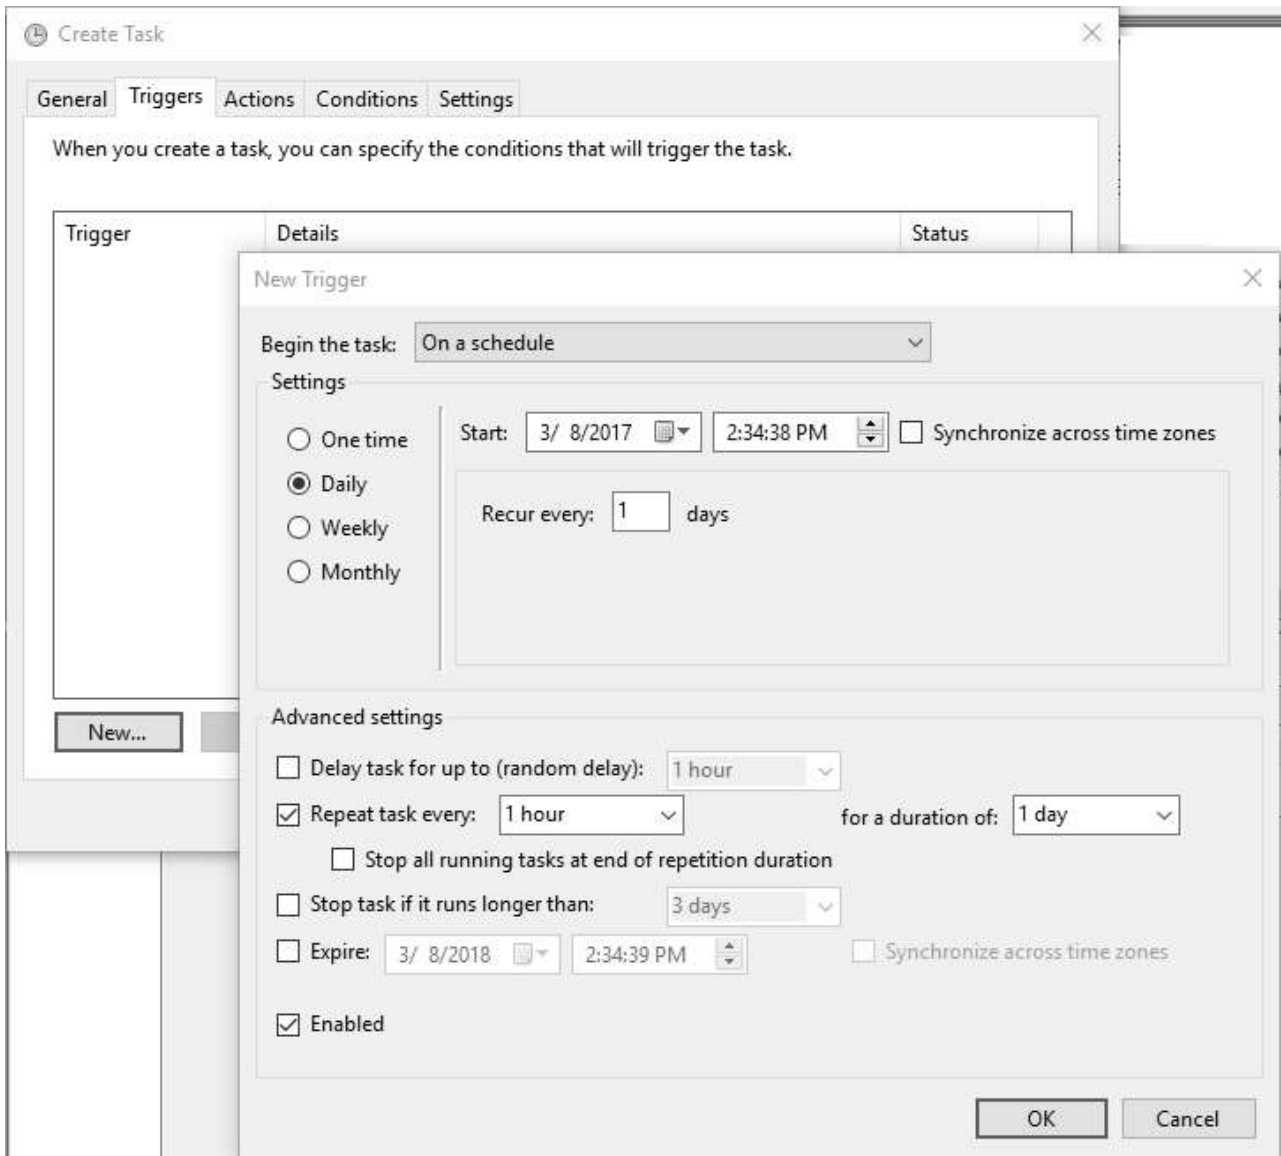 Create Task
General Triggers Actions Conditions Settings
When you create a task, you can specify the conditions that will trigger the task.
Trigger Details Status
New Trigger
Begin the task: On a schedule
Settings
One time
Start: 3/ 8/2017 2:34:38 PM Synchronize across time zones
Daily
Recur every: 1 days
Weekly
Monthly
New...
Advanced settings
Delay task for up to (random delay): 1 hour
Repeat task every: 1 hour for a duration of: 1 day
Stop all running tasks at end of repetition duration
Stop task if it runs longer than: 3 days
Expire: 3/ 8/2018 2:34:39 PM Synchronize across time zones
Enabled
OK Cancel